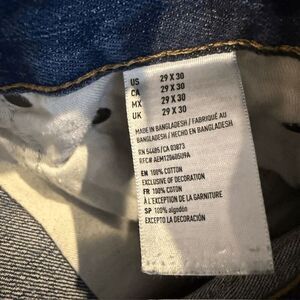 US 29 X 30
CA 29 X 30
MX 29 X 30
UK 29 X 30
MADE IN BANGLADESH / FABRIQUÉ AU
BANGLADESH / HECHO EN BANGLADESH
RN 54485/CA 03873
RFC# AEM120605U9A
EN 100% COTTON
EXCLUSIVE OF DECORATION
FR 100% COTON
À L'EXCEPTION DE LA GARNITURE
SP 100% algodón
EXCEPTO LA DECORACIÓN